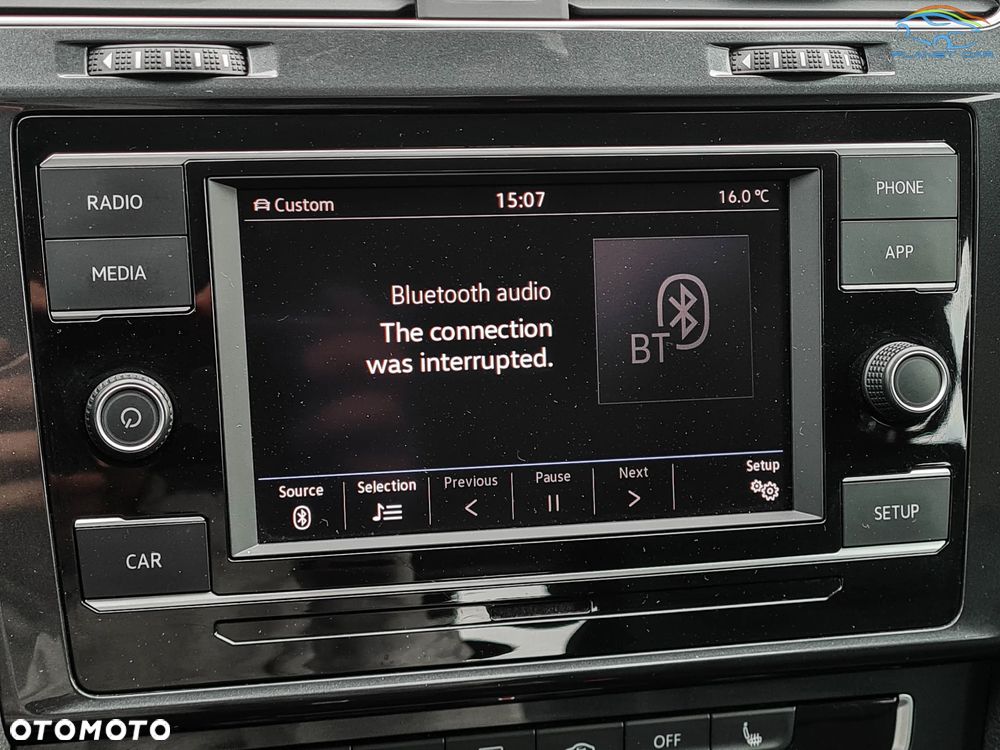 RADIO
MEDIA
CAR
Custom
15:07
16.0 °C
Bluetooth audio
The connection
was interrupted.
BT
Source
Selection
Previous
Pause
Next
Setup
PHONE
APP
SETUP
OFF
OTOMOTO